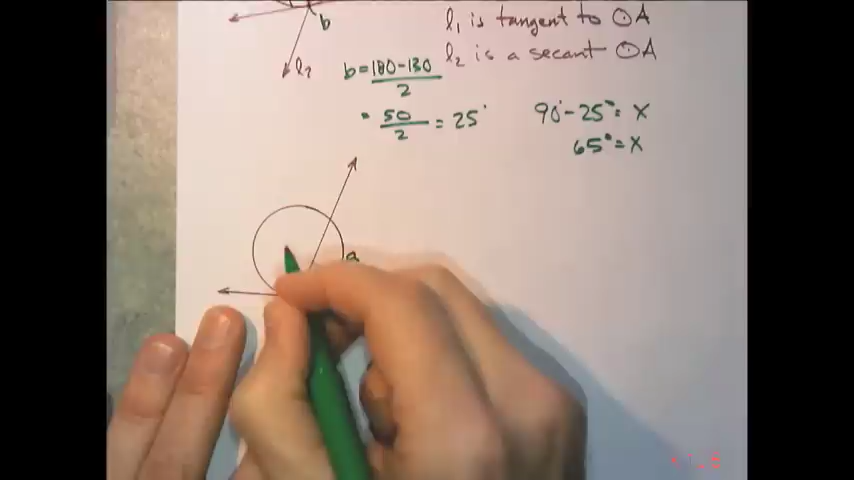 b
l₁ is tangent to ⊙A
l₂
l₂ is a secant ⊙A
b = 180-130
2
= 50/2 = 25°
90° - 25° = x
65° = x
a